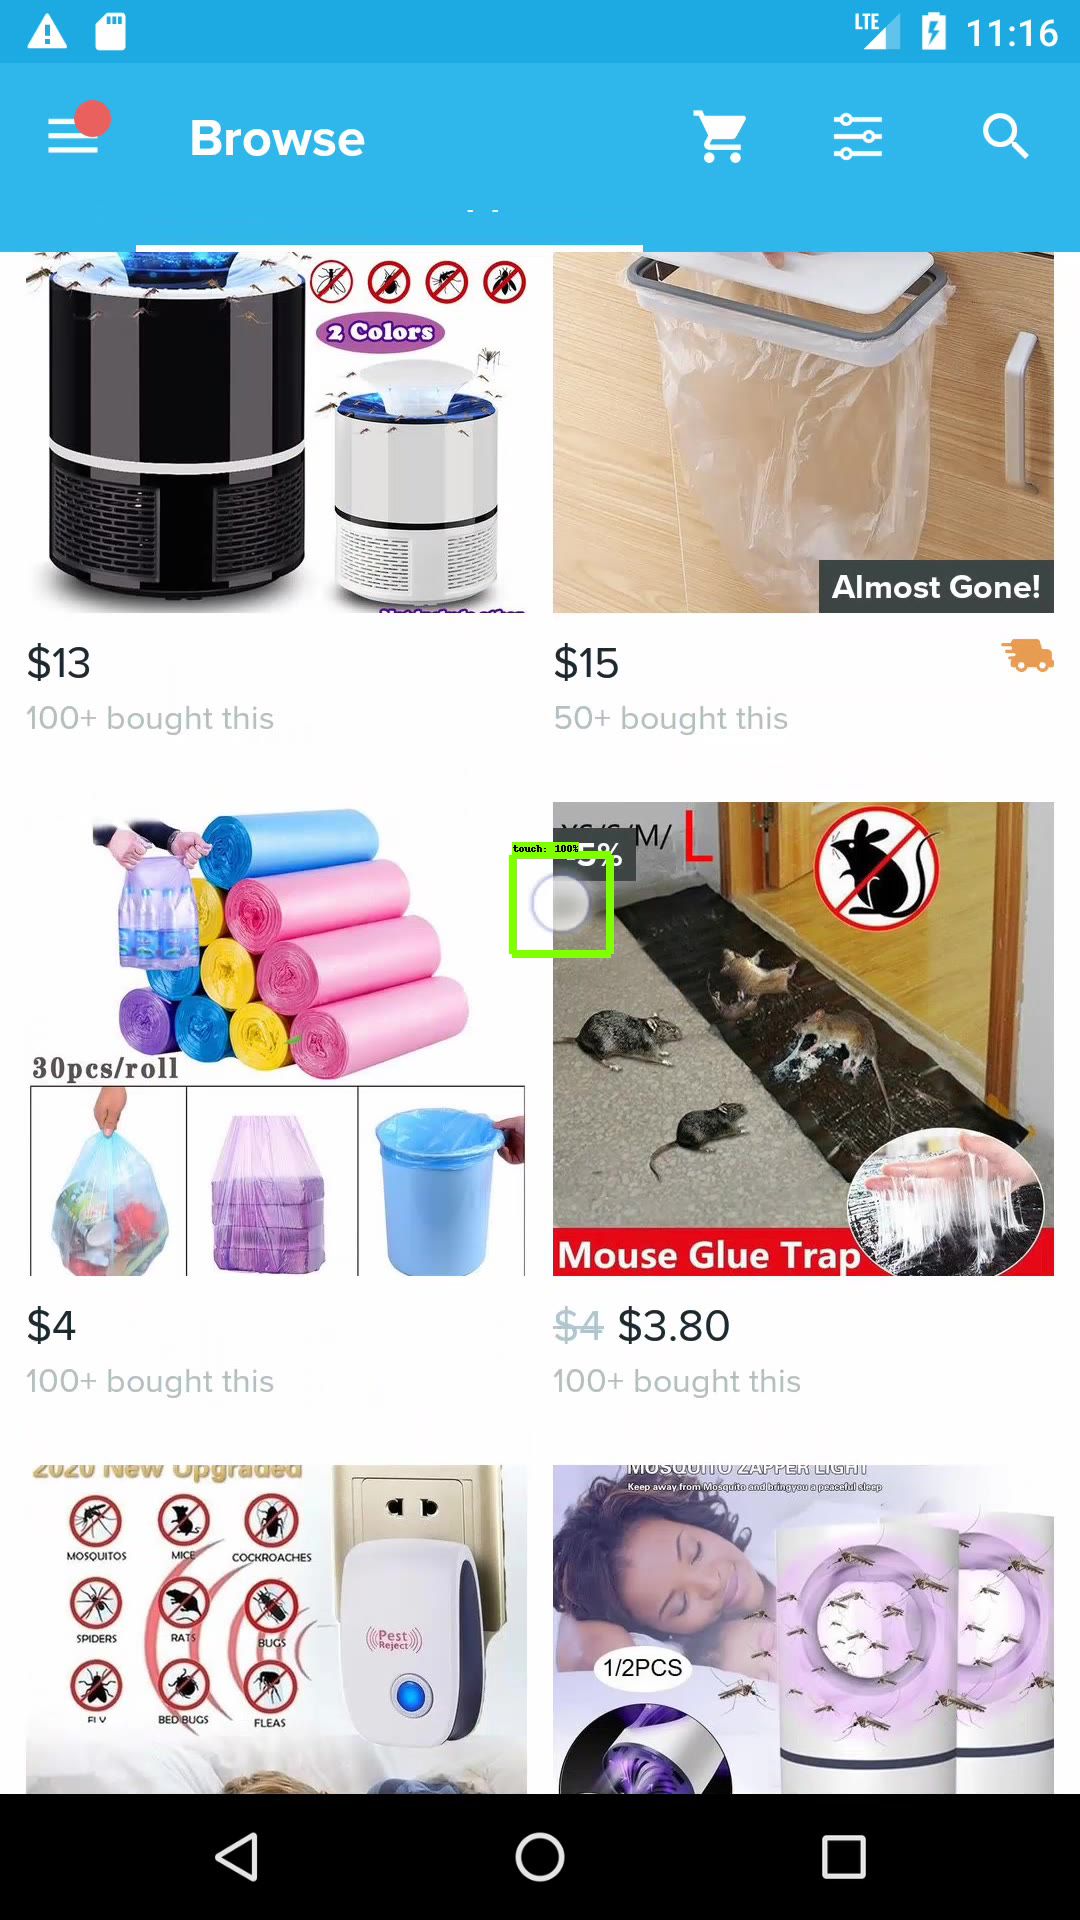 LTE 11:16
Browse
2 Colors
Almost Gone!
$13
100+ bought this
$15
50+ bought this
XS/S/M/ L
touch: 100%
5%
30pcs/roll
Mouse Glue Trap
$4
100+ bought this
$4 $3.80
100+ bought this
2020 New Upgraded
MOSQUITOS MICE COCKROACHES
SPIDERS RATS BUGS
FLY BED BUGS FLEAS
Pest
Reject
MOSQUITO ZAPPER LIGHT
Keep away from Mosquito and bringyou a peaceful sleep
1/2PCS